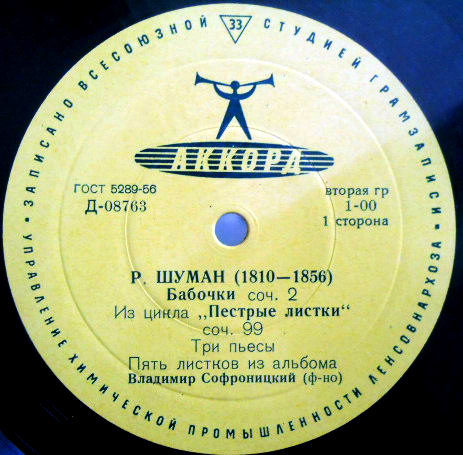 ЗАПИСАНО ВСЕСОЮЗНОЙ СТУДИЕЙ ГРАМЗАПИСИ •
33
АККОРД
ГОСТ 5289-56
Д-08763
вторая гр
1-00
1 сторона
Р. ШУМАН (1810—1856)
Бабочки соч. 2
Из цикла „Пестрые листки"
соч. 99
Три пьесы
Пять листков из альбома
Владимир Софроницкий (ф-но)
УПРАВЛЕНИЕ ХИМИЧЕСКОЙ ПРОМЫШЛЕННОСТИ ЛЕНСОВНАРХОЗА •